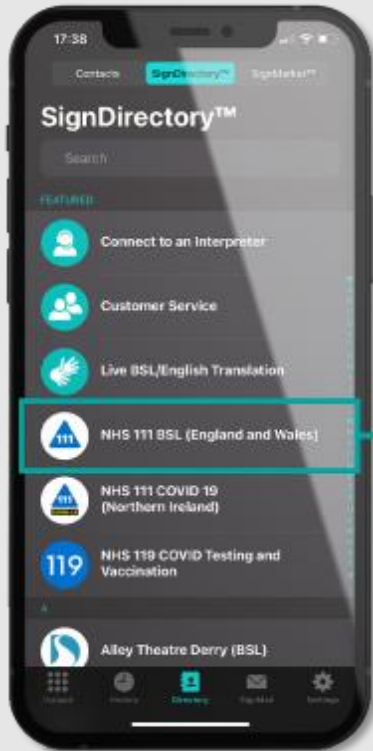 17:38
Contacts SignDirectory™ SignMarket™
SignDirectory™
Search
FEATURED
Connect to an Interpreter
Customer Service
Live BSL/English Translation
111
NHS 111 BSL (England and Wales)
111
NHS 111 COVID 19
(Northern Ireland)
119
NHS 119 COVID Testing and
Vaccination
A
Alley Theatre Derry (BSL)
History Directory Settings